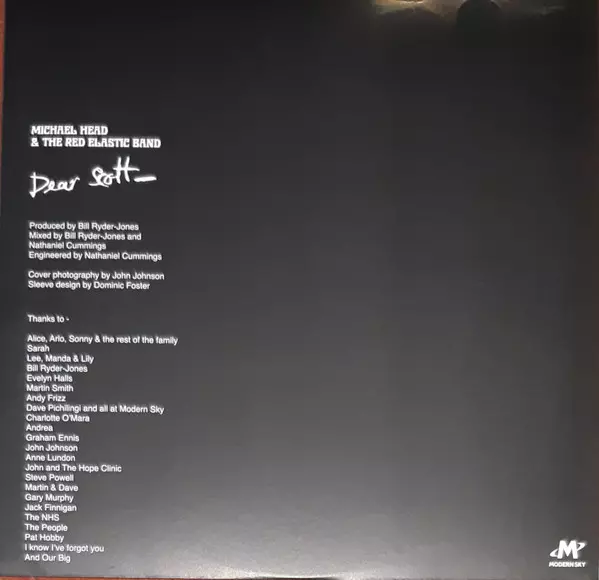 MICHAEL HEAD
& THE RED ELASTIC BAND
Dear Scott—
Produced by Bill Ryder-Jones
Mixed by Bill Ryder-Jones and
Nathaniel Cummings
Engineered by Nathaniel Cummings
Cover photography by John Johnson
Sleeve design by Dominic Foster
Thanks to -
Alice, Arlo, Sonny & the rest of the family
Sarah
Lee, Manda & Lily
Bill Ryder-Jones
Evelyn Halls
Martin Smith
Andy Frizz
Dave Pichilingi and all at Modern Sky
Charlotte O'Mara
Andrea
Graham Ennis
John Johnson
Anne Lundon
John and The Hope Clinic
Steve Powell
Martin & Dave
Gary Murphy
Jack Finnigan
The NHS
The People
Pat Hobby
I know I've forgot you
And Our Big
M
MODERN SKY